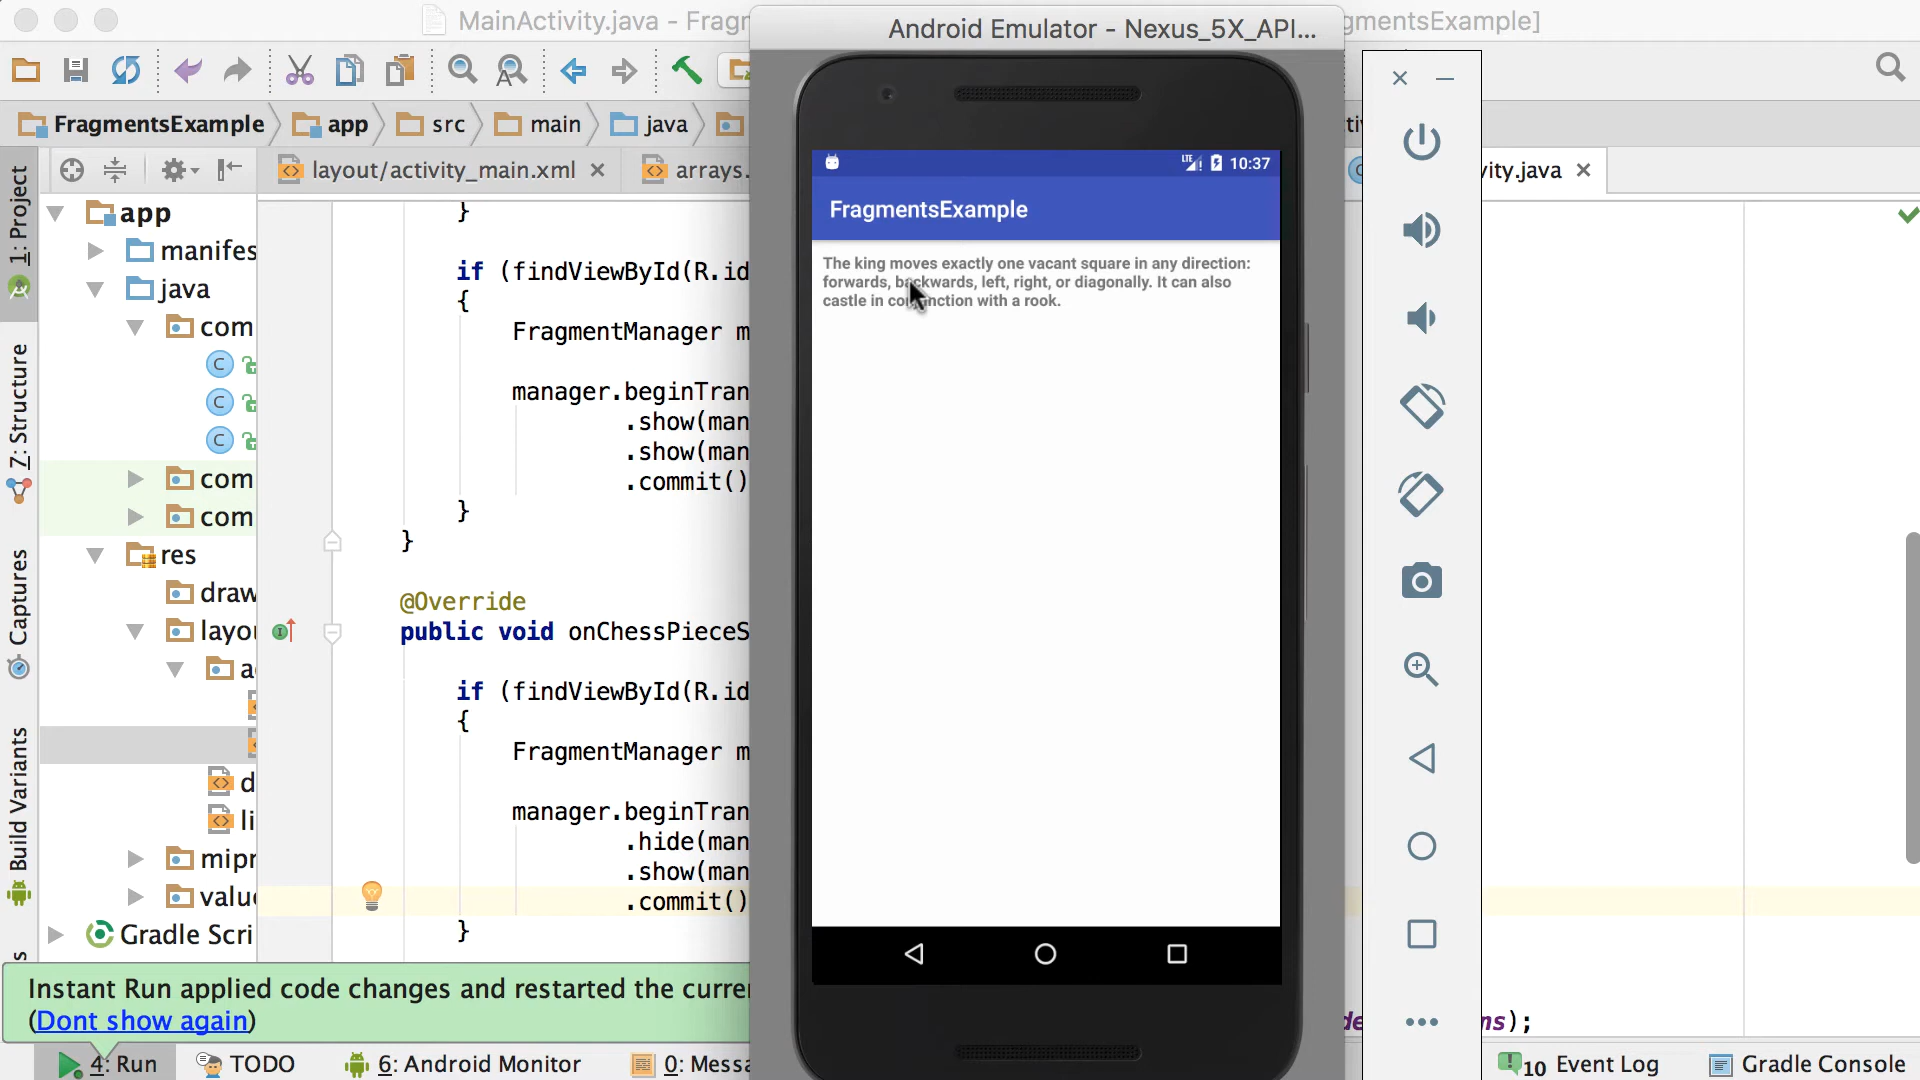 MainActivity.java - Fragr
Android Emulator - Nexus_5X_API...
gmentsExample]
FragmentsExample
app
src
main
java
layout/activity_main.xml
arrays.
ity.java
1: Project
Z: Structure
Captures
Build Variants
app
manifes
java
com
com
com
res
draw
layou
a
d
li
mipr
value
Gradle Scri
}
if (findViewById(R.id
{
FragmentManager m
manager.beginTran
.show(man
.show(man
.commit()
}
}
@Override
public void onChessPieceS
if (findViewById(R.id
{
FragmentManager m
manager.beginTran
.hide(man
.show(man
.commit()
}
LTE 10:37
FragmentsExample
The king moves exactly one vacant square in any direction:
forwards, backwards, left, right, or diagonally. It can also
castle in conjunction with a rook.
ns);
Instant Run applied code changes and restarted the curre
(Dont show again)
4: Run
TODO
6: Android Monitor
0: Messa
10 Event Log
Gradle Console